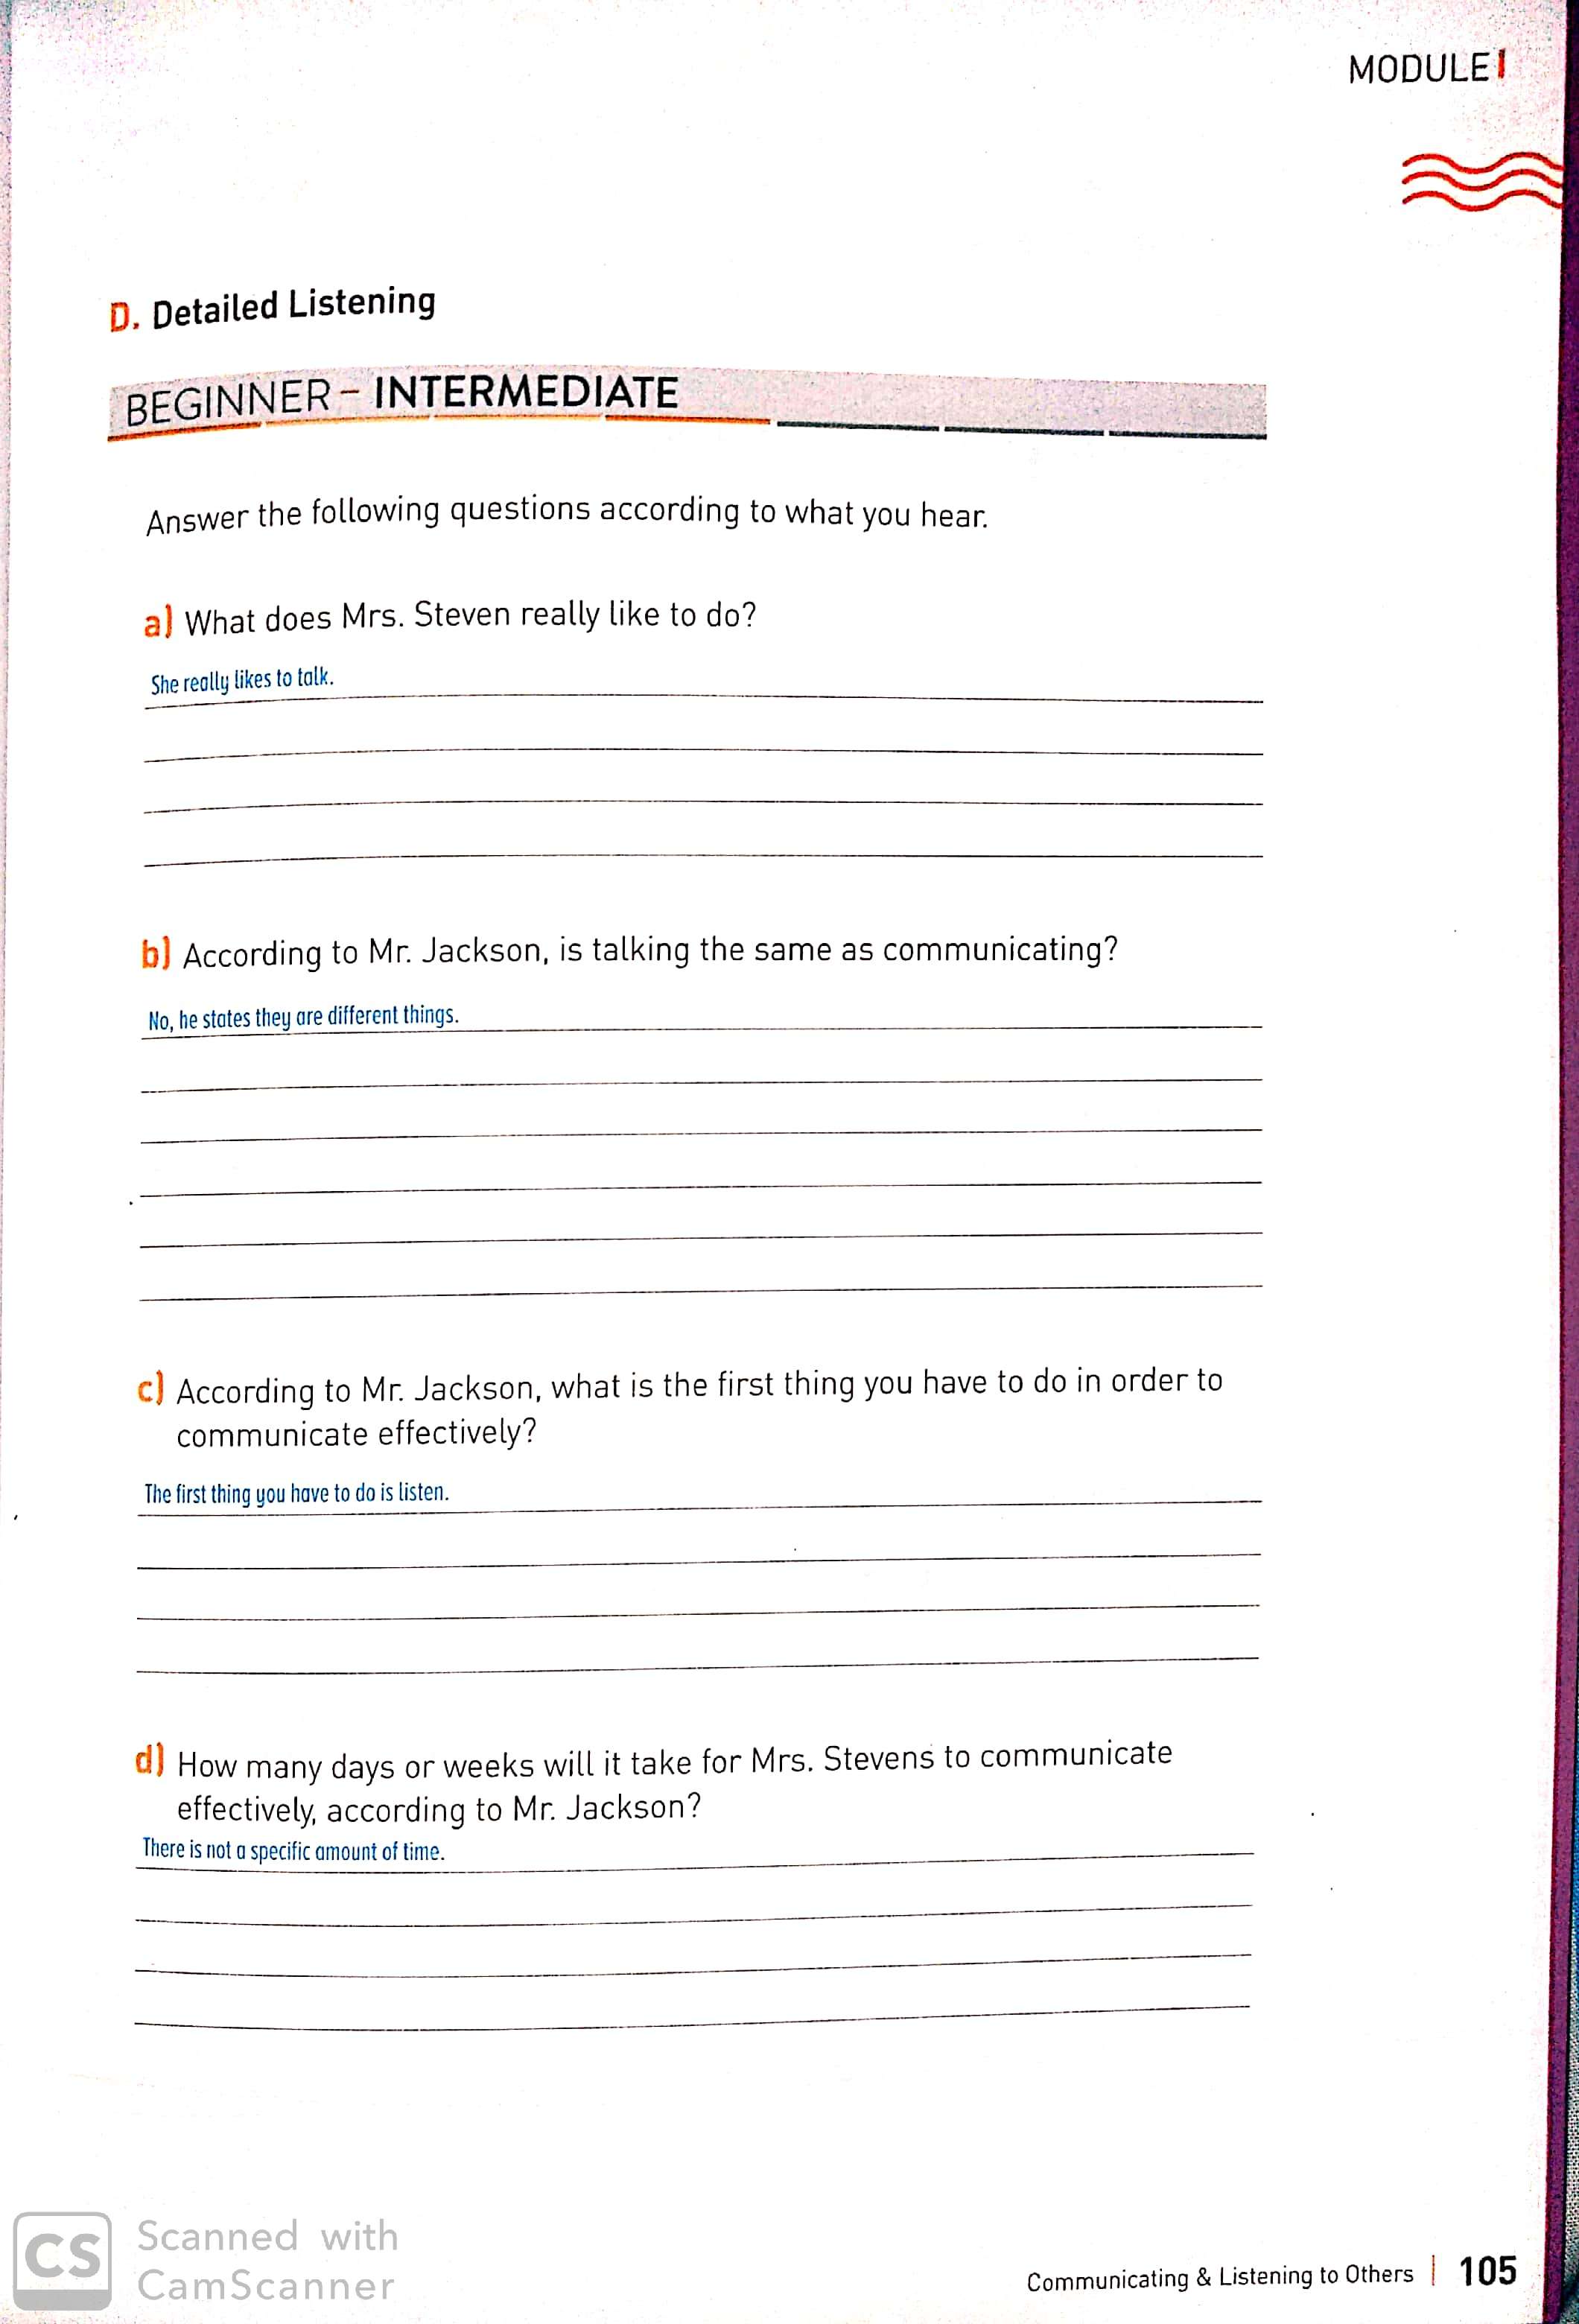 MODULE I
D. Detailed Listening
BEGINNER – INTERMEDIATE
Answer the following questions according to what you hear.
a) What does Mrs. Steven really like to do?
She really likes to talk.
b) According to Mr. Jackson, is talking the same as communicating?
No, he states they are different things.
c) According to Mr. Jackson, what is the first thing you have to do in order to
communicate effectively?
The first thing you have to do is listen.
d) How many days or weeks will it take for Mrs. Stevens to communicate
effectively, according to Mr. Jackson?
There is not a specific amount of time.
CS Scanned with
CamScanner
Communicating & Listening to Others | 105